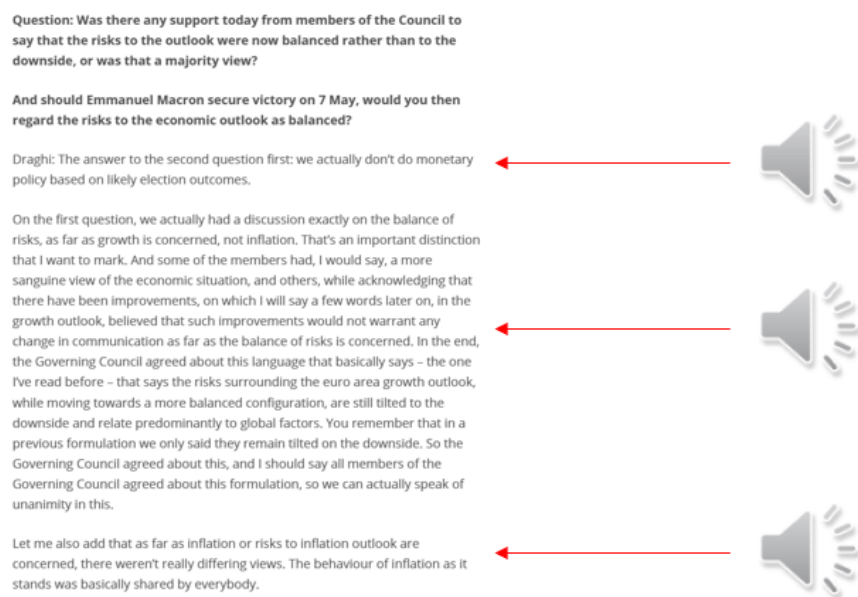 Question: Was there any support today from members of the Council to
say that the risks to the outlook were now balanced rather than to the
downside, or was that a majority view?
And should Emmanuel Macron secure victory on 7 May, would you then
regard the risks to the economic outlook as balanced?
Draghi: The answer to the second question first: we actually don't do monetary
policy based on likely election outcomes.
On the first question, we actually had a discussion exactly on the balance of
risks, as far as growth is concerned, not inflation. That's an important distinction
that I want to mark. And some of the members had, I would say, a more
sanguine view of the economic situation, and others, while acknowledging that
there have been improvements, on which I will say a few words later on, in the
growth outlook, believed that such improvements would not warrant any
change in communication as far as the balance of risks is concerned. In the end,
the Governing Council agreed about this language that basically says – the one
I've read before – that says the risks surrounding the euro area growth outlook,
while moving towards a more balanced configuration, are still tilted to the
downside and relate predominantly to global factors. You remember that in a
previous formulation we only said they remain tilted on the downside. So the
Governing Council agreed about this, and I should say all members of the
Governing Council agreed about this formulation, so we can actually speak of
unanimity in this.
Let me also add that as far as inflation or risks to inflation outlook are
concerned, there weren't really differing views. The behaviour of inflation as it
stands was basically shared by everybody.